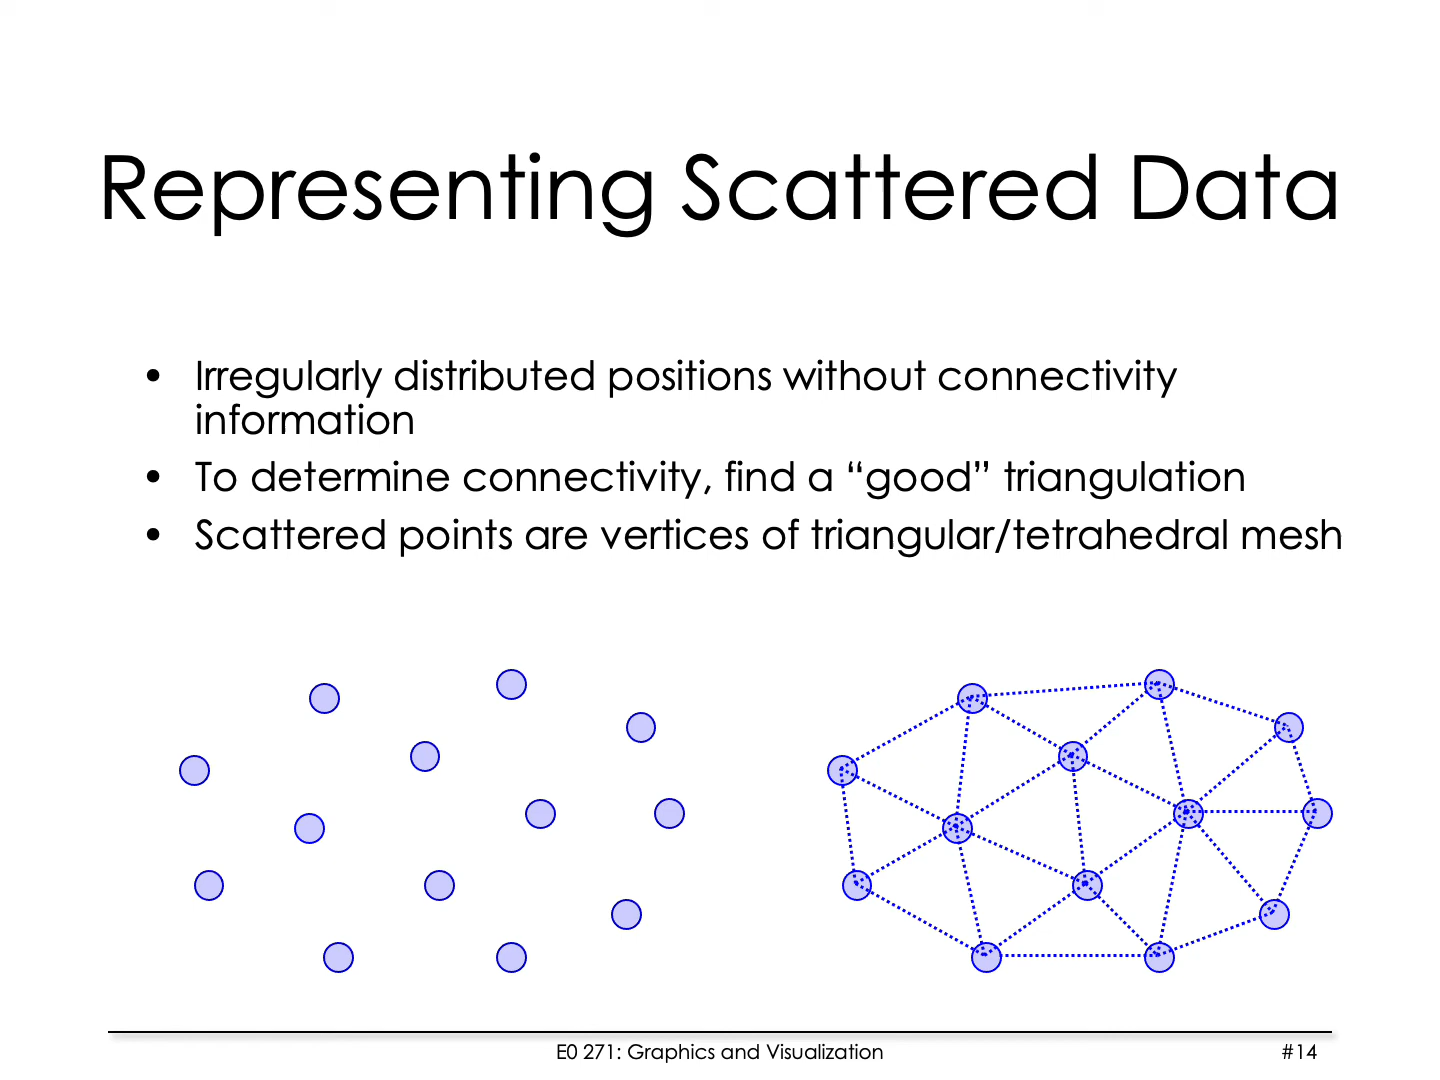 Representing Scattered Data
• Irregularly distributed positions without connectivity
information
• To determine connectivity, find a “good” triangulation
• Scattered points are vertices of triangular/tetrahedral mesh
E0 271: Graphics and Visualization
#14